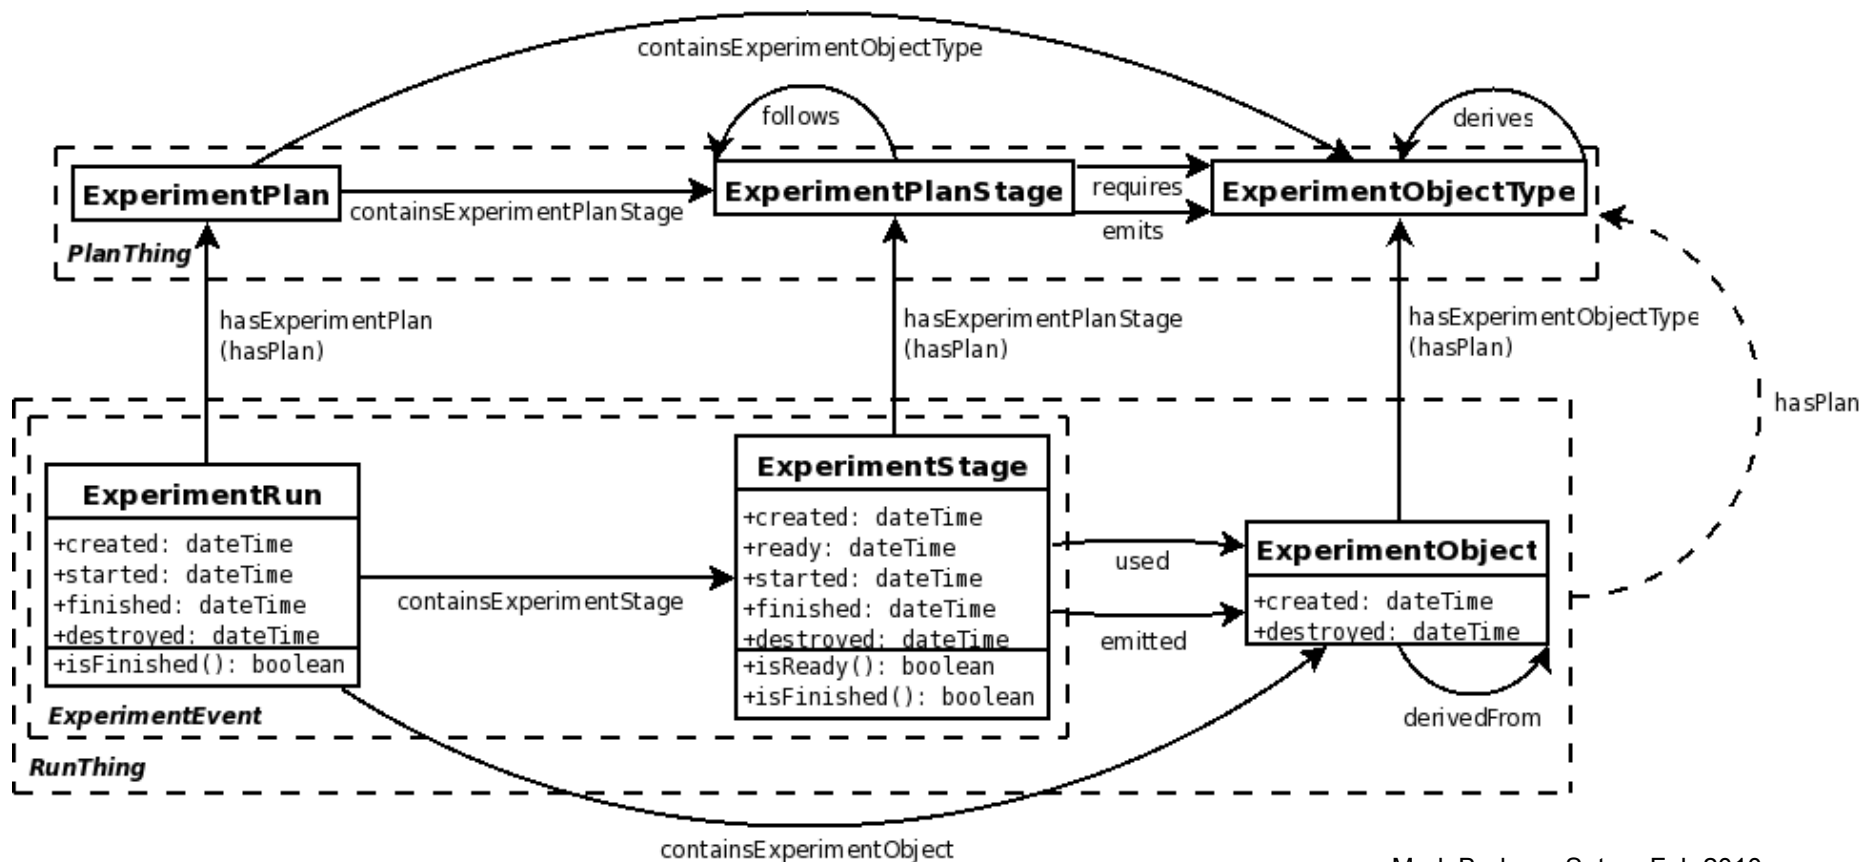 containsExperimentObjectType
follows
derives
ExperimentPlan
ExperimentPlanStage
ExperimentObjectType
containsExperimentPlanStage
requires
emits
PlanThing
hasExperimentPlan
(hasPlan)
hasExperimentPlanStage
(hasPlan)
hasExperimentObjectType
(hasPlan)
hasPlan
ExperimentRun
+created: dateTime
+started: dateTime
+finished: dateTime
+destroyed: dateTime
+isFinished(): boolean
containsExperimentStage
ExperimentStage
+created: dateTime
+ready: dateTime
+started: dateTime
+finished: dateTime
+destroyed: dateTime
+isReady(): boolean
+isFinished(): boolean
used
emitted
ExperimentObject
+created: dateTime
+destroyed: dateTime
derivedFrom
ExperimentEvent
RunThing
containsExperimentObject